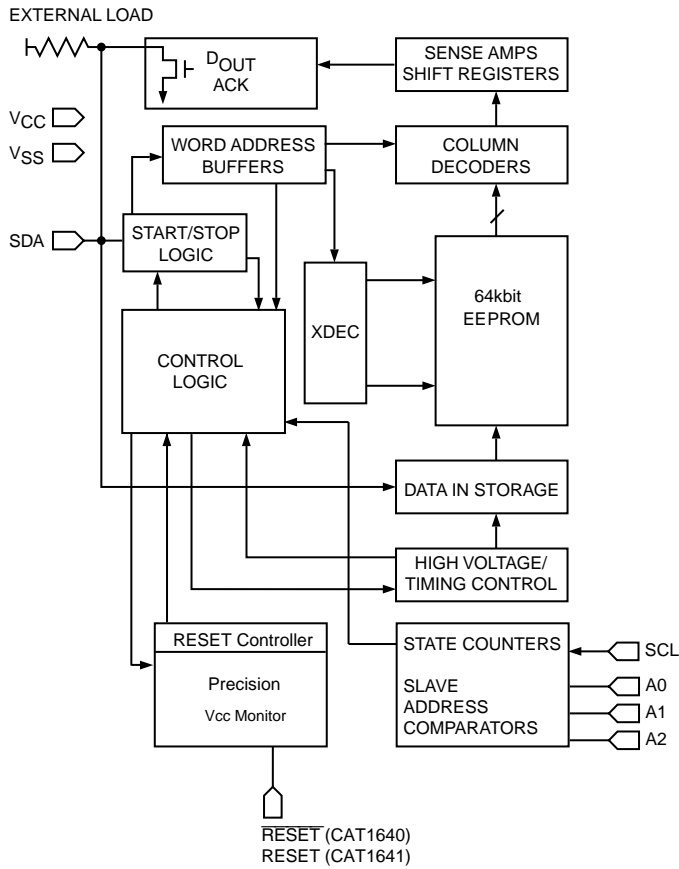 EXTERNAL LOAD
DOUT
ACK
SENSE AMPS
SHIFT REGISTERS
VCC
VSS
WORD ADDRESS
BUFFERS
COLUMN
DECODERS
SDA
START/STOP
LOGIC
XDEC
64kbit
EEPROM
CONTROL
LOGIC
DATA IN STORAGE
HIGH VOLTAGE/
TIMING CONTROL
RESET Controller
Precision
Vcc Monitor
STATE COUNTERS
SLAVE
ADDRESS
COMPARATORS
SCL
A0
A1
A2
RESET (CAT1640)
RESET (CAT1641)